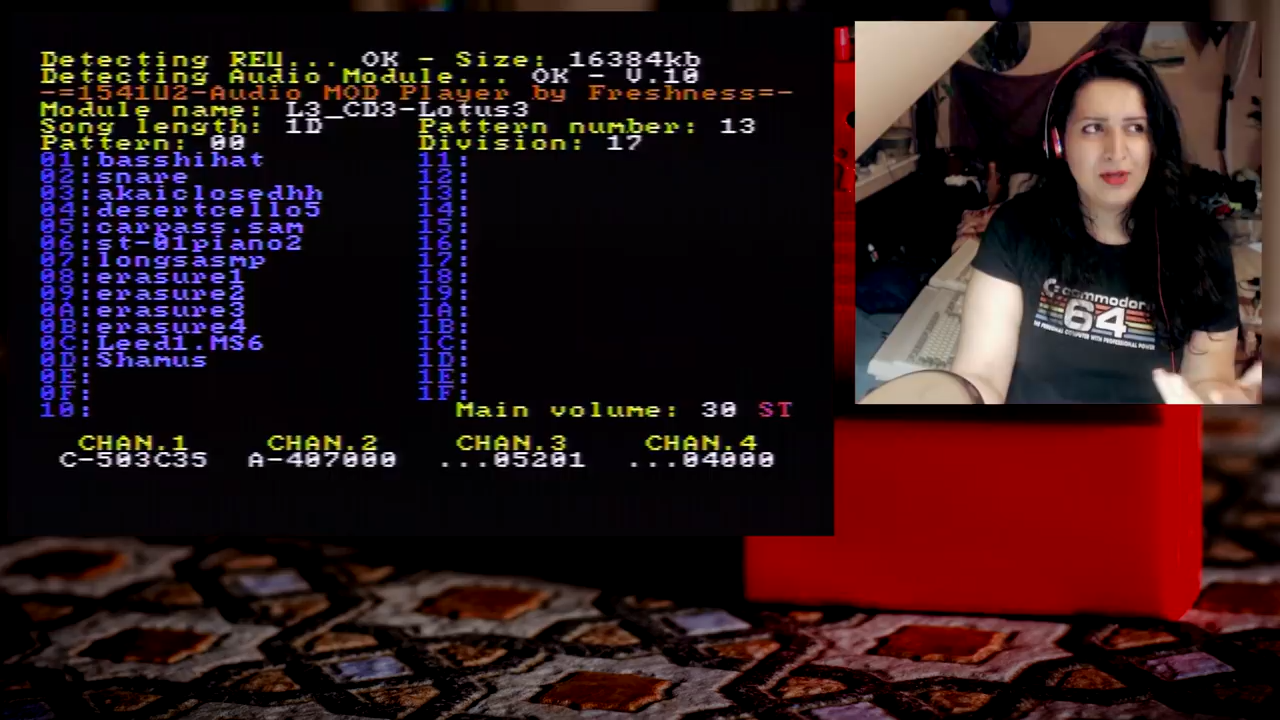 Detecting REU... OK - Size: 16384kb
Detecting Audio Module... OK - V.10
-=1541U2-Audio MOD Player by Freshness=-
Module name: L3_CD3-Lotus3
Song length: 1D Pattern number: 13
Pattern: 00 Division: 17
01:basshihat 11:
02:snare 12:
03:akaiclosedhh 13:
04:desertcello5 14:
05:carpass.sam 15:
06:st-01piano2 16:
07:longsasmp 17:
08:erasure1 18:
09:erasure2 19:
0A:erasure3 1A:
0B:erasure4 1B:
0C:Leed1.MS6 1C:
0D:Shamus 1D:
0E: 1E:
0F: 1F:
10: Main volume: 30 ST
CHAN.1 CHAN.2 CHAN.3 CHAN.4
C-503C35 A-407000 ...05201 ...04000
commodore
64
PERSONAL COMPUTER WITH PROFESSIONAL POWER